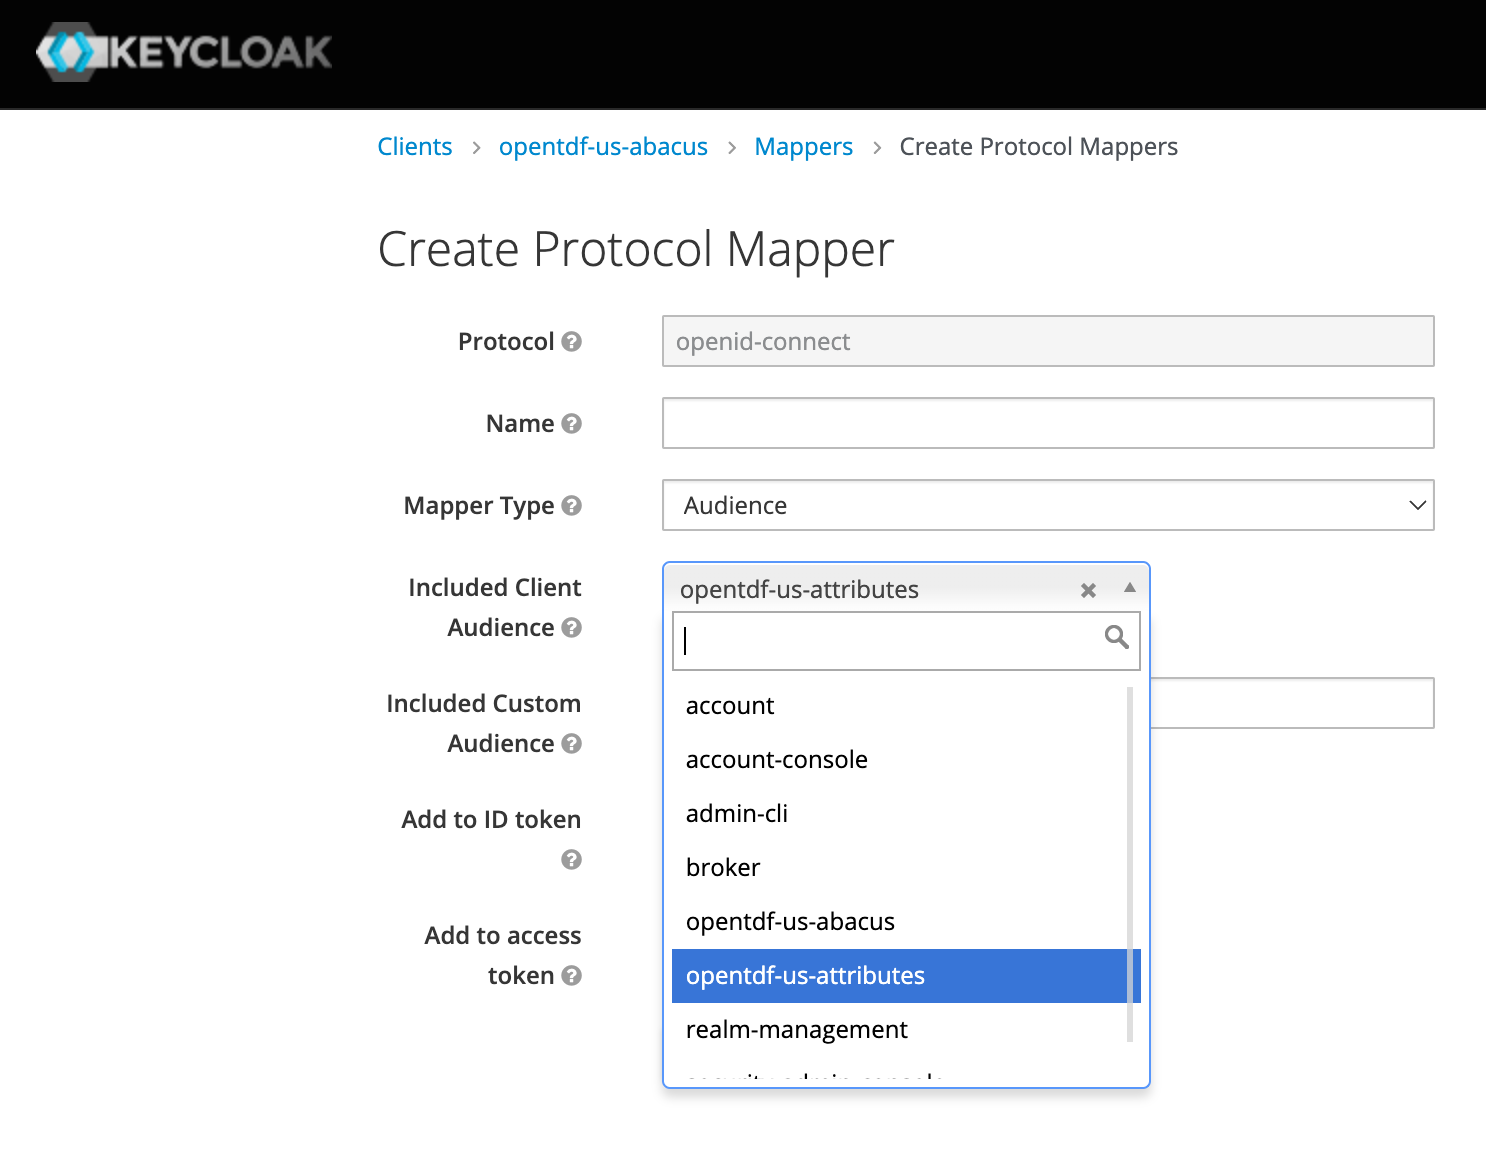 KEYCLOAK
Clients > opentdf-us-abacus > Mappers > Create Protocol Mappers
Create Protocol Mapper
Protocol ?
openid-connect
Name ?
Mapper Type ?
Audience
Included Client
Audience ?
opentdf-us-attributes
account
account-console
admin-cli
broker
opentdf-us-abacus
opentdf-us-attributes
realm-management
Included Custom
Audience ?
Add to ID token
?
Add to access
token ?